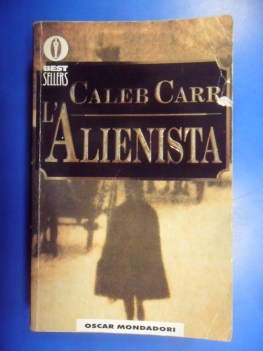 BEST
SELLERS
CALEB CARR
L'ALIENISTA
OSCAR MONDADORI